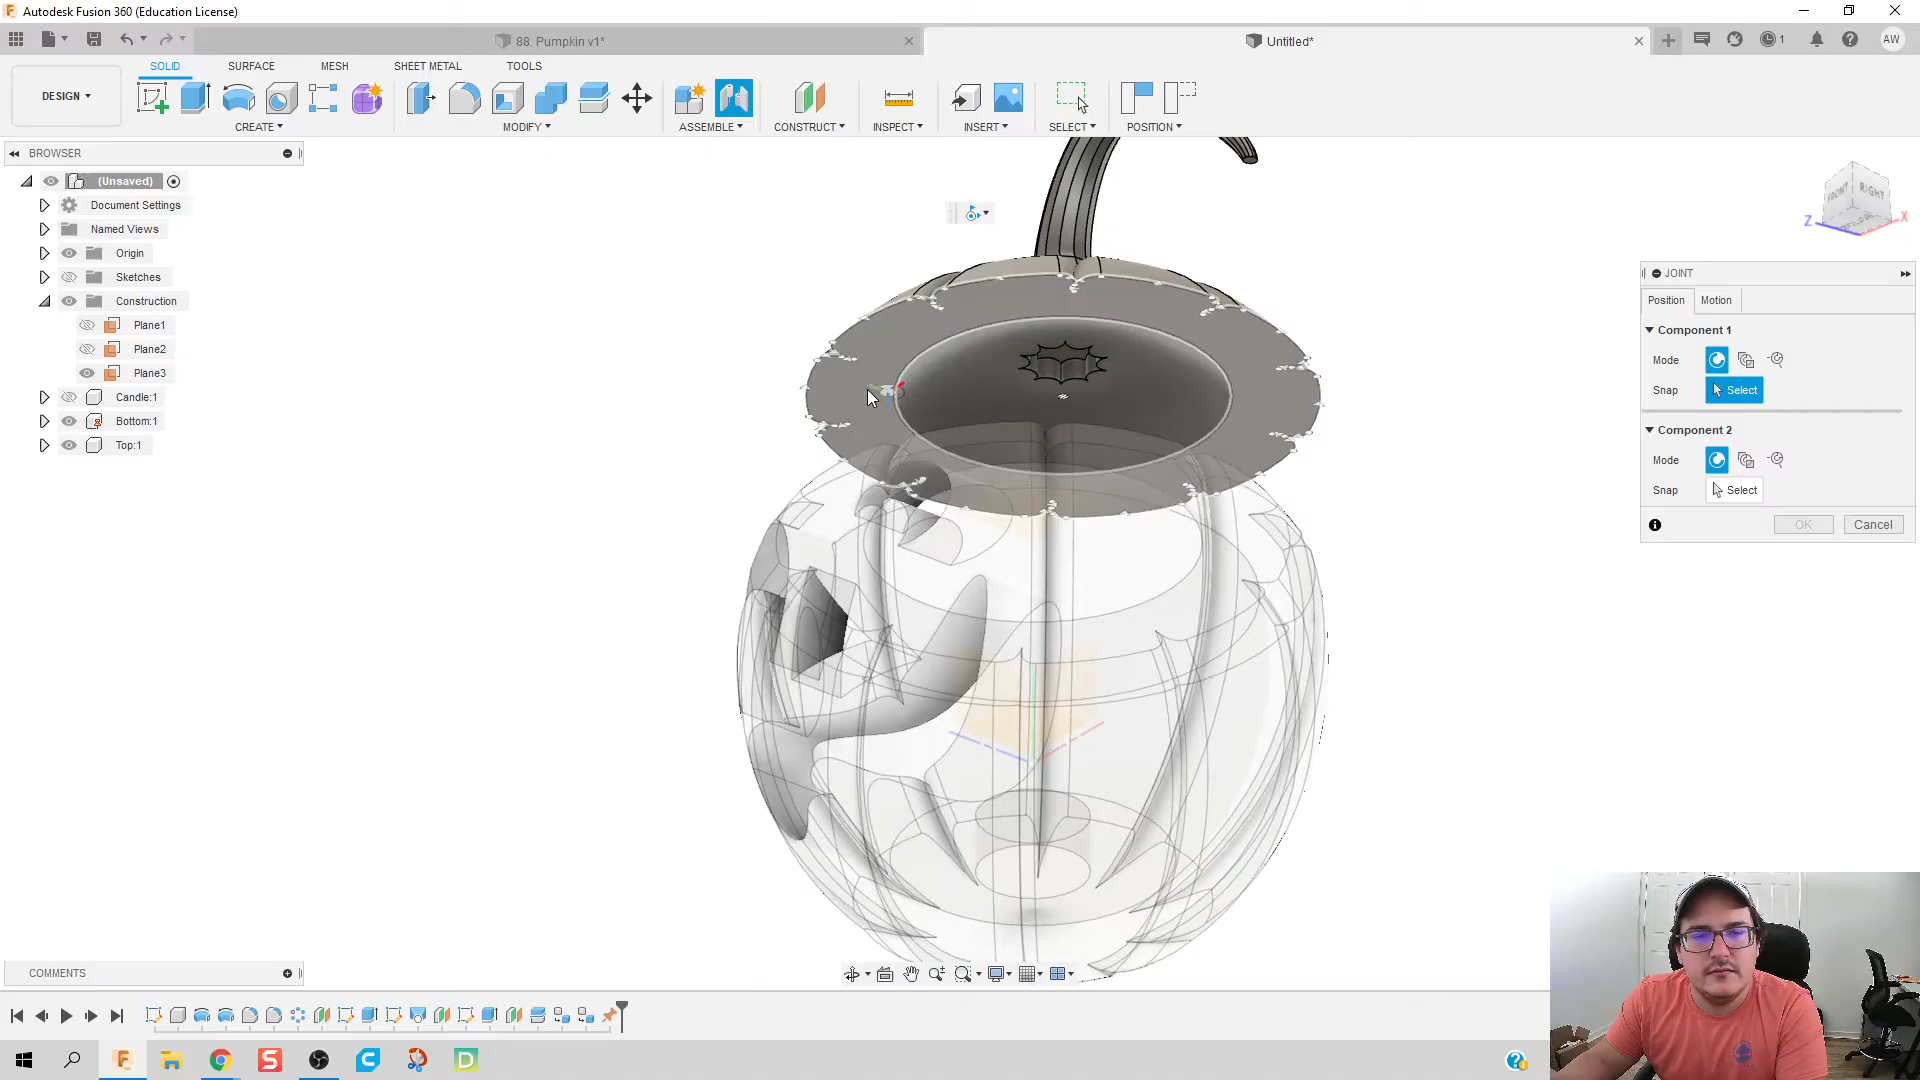 Autodesk Fusion 360 (Education License)
88. Pumpkin v1*
Untitled*
1
AW
DESIGN
SOLID
SURFACE
MESH
SHEET METAL
TOOLS
CREATE
MODIFY
ASSEMBLE
CONSTRUCT
INSPECT
INSERT
SELECT
POSITION
BROWSER
(Unsaved)
Document Settings
Named Views
Origin
Sketches
Construction
Plane1
Plane2
Plane3
Candle:1
Bottom:1
Top:1
FRONT
RIGHT
Z
X
JOINT
Position
Motion
Component 1
Mode
Snap
Select
Component 2
Mode
Snap
Select
OK
Cancel
COMMENTS